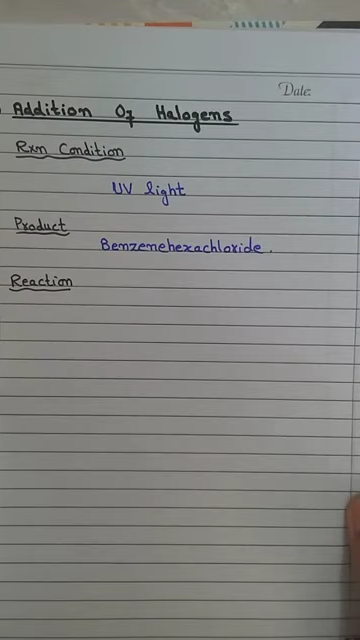 Date:
Addition Of Halogens
Rxn Condition
UV light
Product
Benzenehexachloride.
Reaction